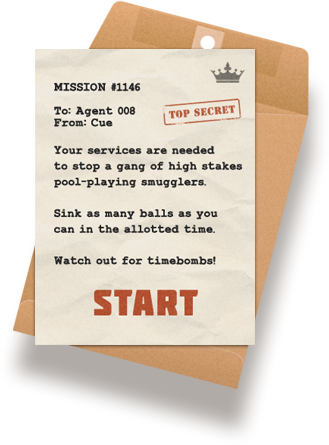 MISSION #1146
To: Agent 008
TOP SECRET
From: Cue
Your services are needed
to stop a gang of high stakes
pool-playing smugglers.
Sink as many balls as you
can in the allotted time.
Watch out for timebombs!
START